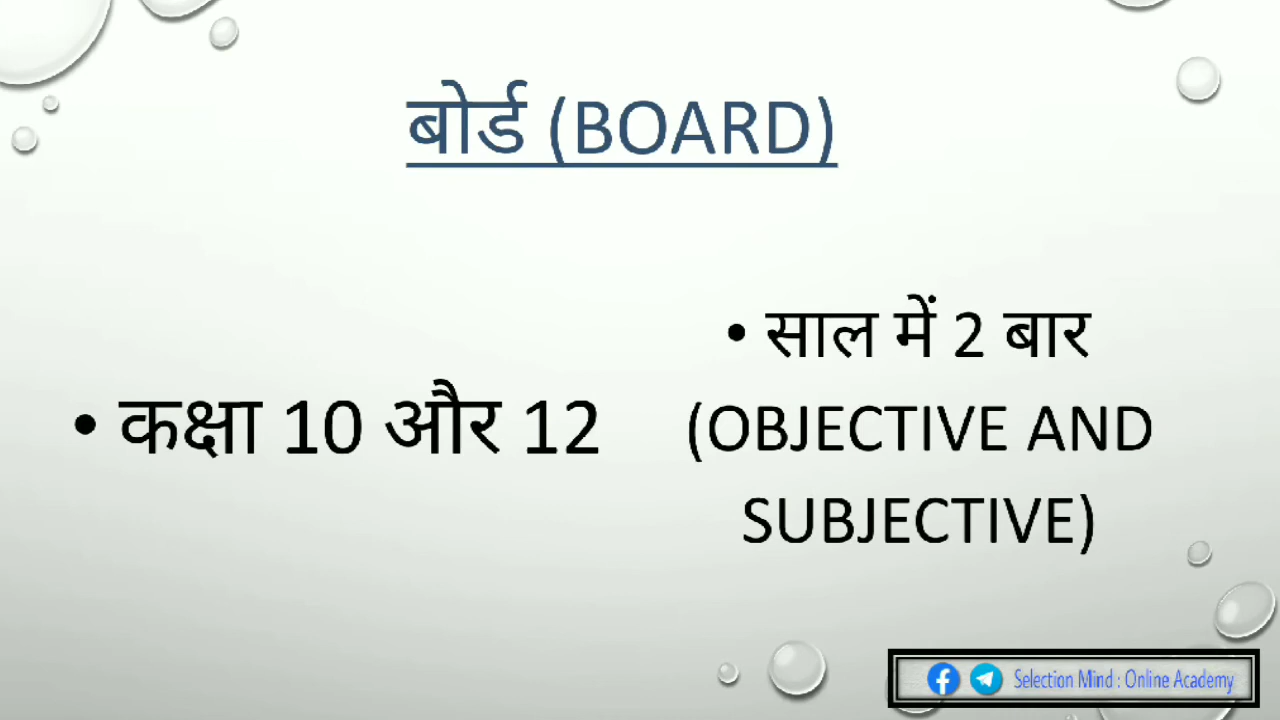 बोर्ड (BOARD)
• कक्षा 10 और 12
• साल में 2 बार
(OBJECTIVE AND
SUBJECTIVE)
Selection Mind : Online Academy